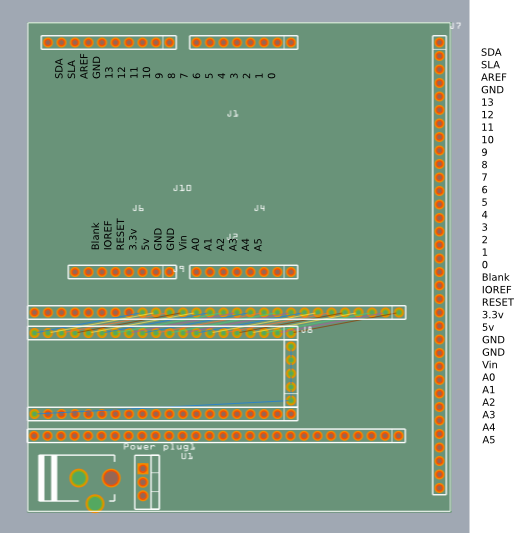 J7
SDA
SLA
AREF
GND
13
12
11
10
9
8
7
6
5
4
3
2
1
0
J1
J10
J6
J4
Blank
IOREF
RESET
3.3v
5v
GND
GND
Vin
A0
A1
A2
A3
A4
A5
J8
Power plug1
U1
SDA
SLA
AREF
GND
13
12
11
10
9
8
7
6
5
4
3
2
1
0
Blank
IOREF
RESET
3.3v
5v
GND
GND
Vin
A0
A1
A2
A3
A4
A5